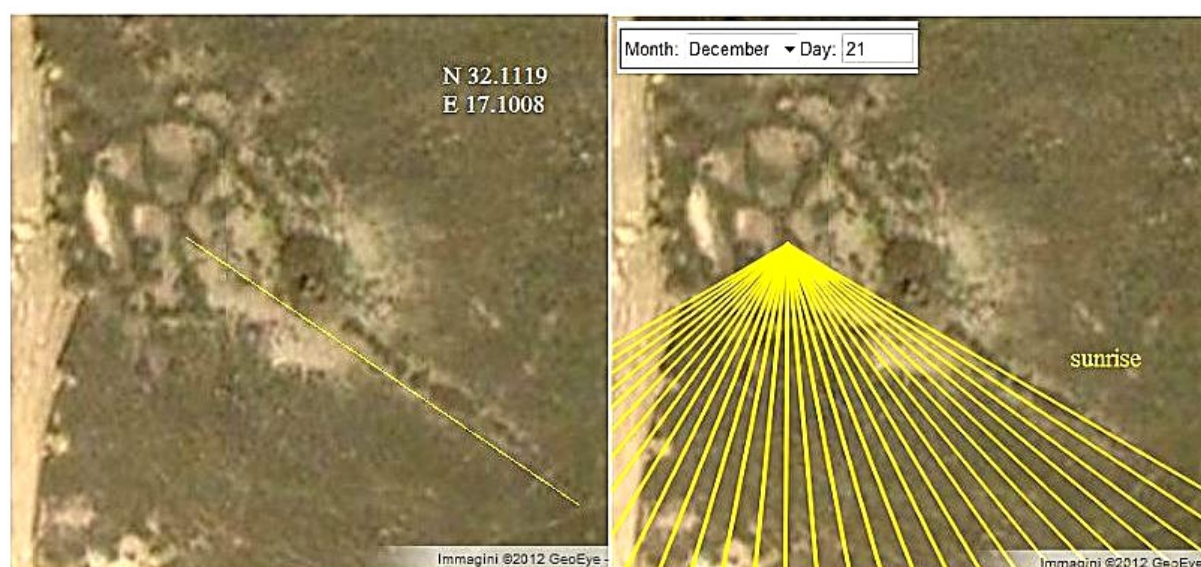 N 32.1119
E 17.1008
Immagini ©2012 GeoEye -
Month: December Day: 21
sunrise
Immagini ©2012 GeoEye